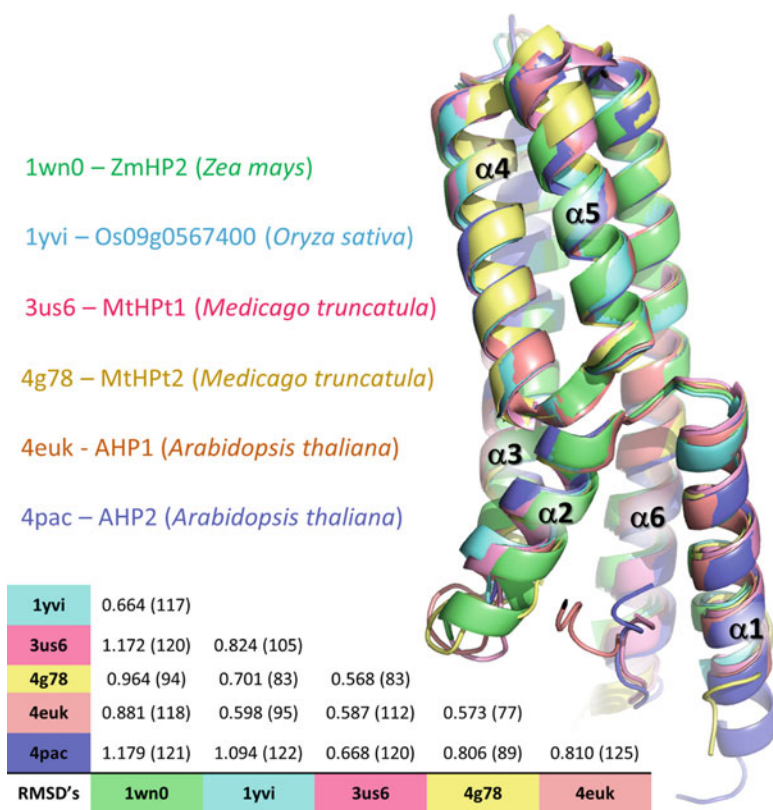 1wn0 – ZmHP2 (Zea mays)
1yvi – Os09g0567400 (Oryza sativa)
3us6 – MtHPt1 (Medicago truncatula)
4g78 – MtHPt2 (Medicago truncatula)
4euk - AHP1 (Arabidopsis thaliana)
4pac – AHP2 (Arabidopsis thaliana)
α4
α5
α3
α2
α6
α1
1yvi 0.664 (117)
3us6 1.172 (120) 0.824 (105)
4g78 0.964 (94) 0.701 (83) 0.568 (83)
4euk 0.881 (118) 0.598 (95) 0.587 (112) 0.573 (77)
4pac 1.179 (121) 1.094 (122) 0.668 (120) 0.806 (89) 0.810 (125)
RMSD's 1wn0 1yvi 3us6 4g78 4euk